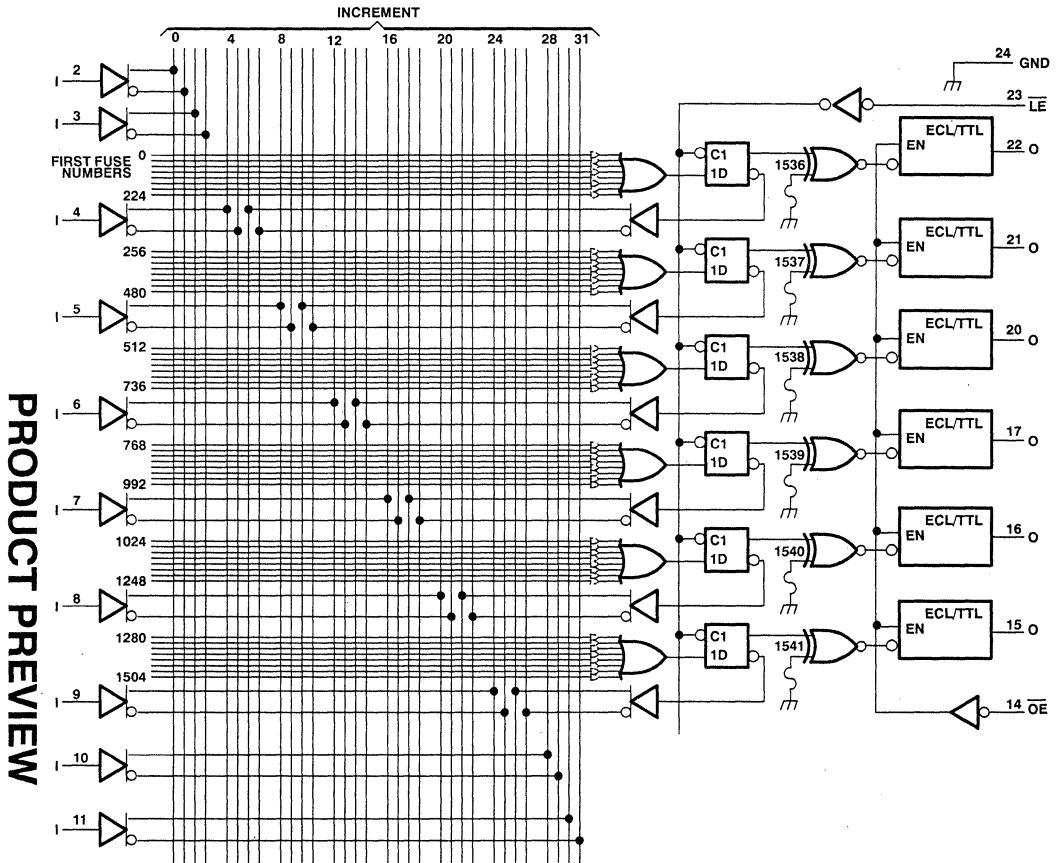 INCREMENT
0 4 8 12 16 20 24 28 31
24 GND
23 LE
I 2
I 3
FIRST FUSE
NUMBERS
0
224
I 4
256
480
I 5
512
736
I 6
768
992
I 7
1024
1248
I 8
1280
1504
I 9
I 10
I 11
C1
1D
1536
ECL/TTL
EN
22 O
C1
1D
1537
ECL/TTL
EN
21 O
C1
1D
1538
ECL/TTL
EN
20 O
C1
1D
1539
ECL/TTL
EN
17 O
C1
1D
1540
ECL/TTL
EN
16 O
C1
1D
1541
ECL/TTL
EN
15 O
14 OE
PRODUCT PREVIEW